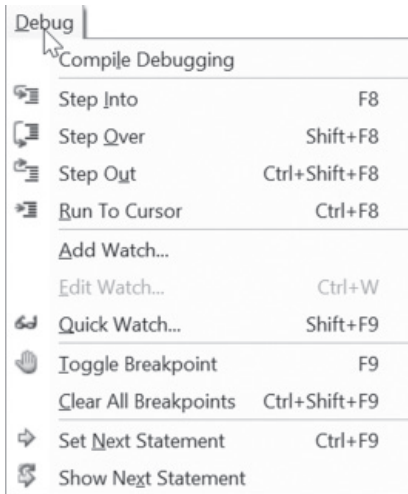 Debug
Compile Debugging
Step Into F8
Step Over Shift+F8
Step Out Ctrl+Shift+F8
Run To Cursor Ctrl+F8
Add Watch...
Edit Watch... Ctrl+W
Quick Watch... Shift+F9
Toggle Breakpoint F9
Clear All Breakpoints Ctrl+Shift+F9
Set Next Statement Ctrl+F9
Show Next Statement